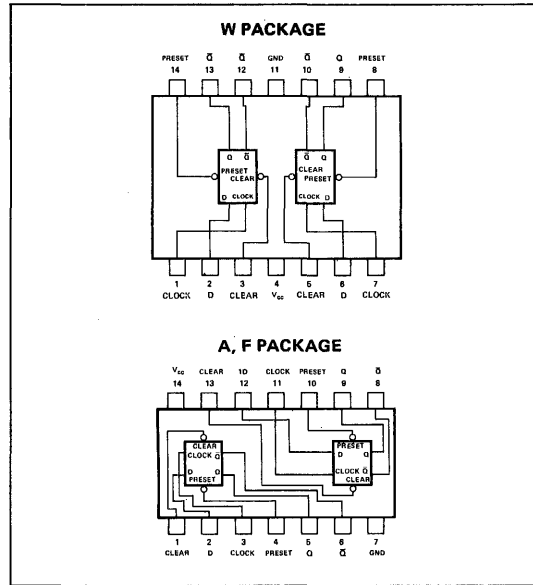 W PACKAGE
PRESET Q̅ Q̅ GND Q̅ Q PRESET
14 13 12 11 10 9 8
Q Q̅ Q̅ Q
PRESET CLEAR
CLEAR PRESET
D CLOCK CLOCK D
1 2 3 4 5 6 7
CLOCK D CLEAR Vcc CLEAR D CLOCK
A, F PACKAGE
Vcc CLEAR 1D CLOCK PRESET Q Q̅
14 13 12 11 10 9 8
CLEAR PRESET
CLOCK Q̅ D Q
D Q CLOCK Q̅
PRESET CLEAR
1 2 3 4 5 6 7
CLEAR D CLOCK PRESET Q Q̅ GND